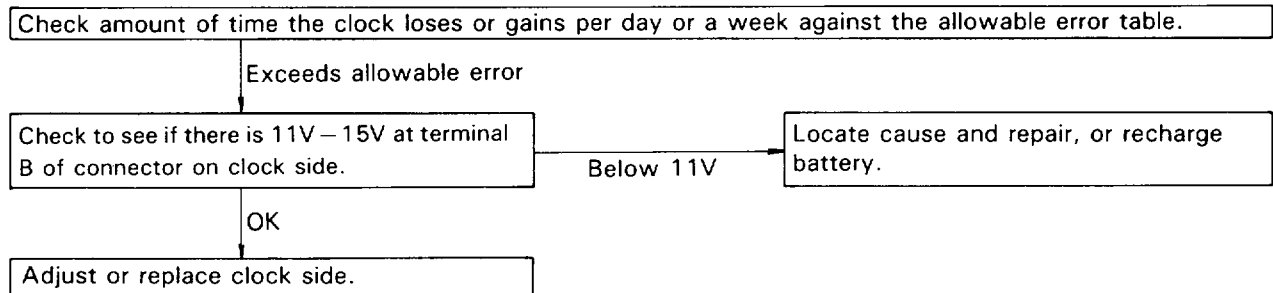 Check amount of time the clock loses or gains per day or a week against the allowable error table.
Exceeds allowable error
Check to see if there is 11V – 15V at terminal
B of connector on clock side.
Below 11V
Locate cause and repair, or recharge
battery.
OK
Adjust or replace clock side.